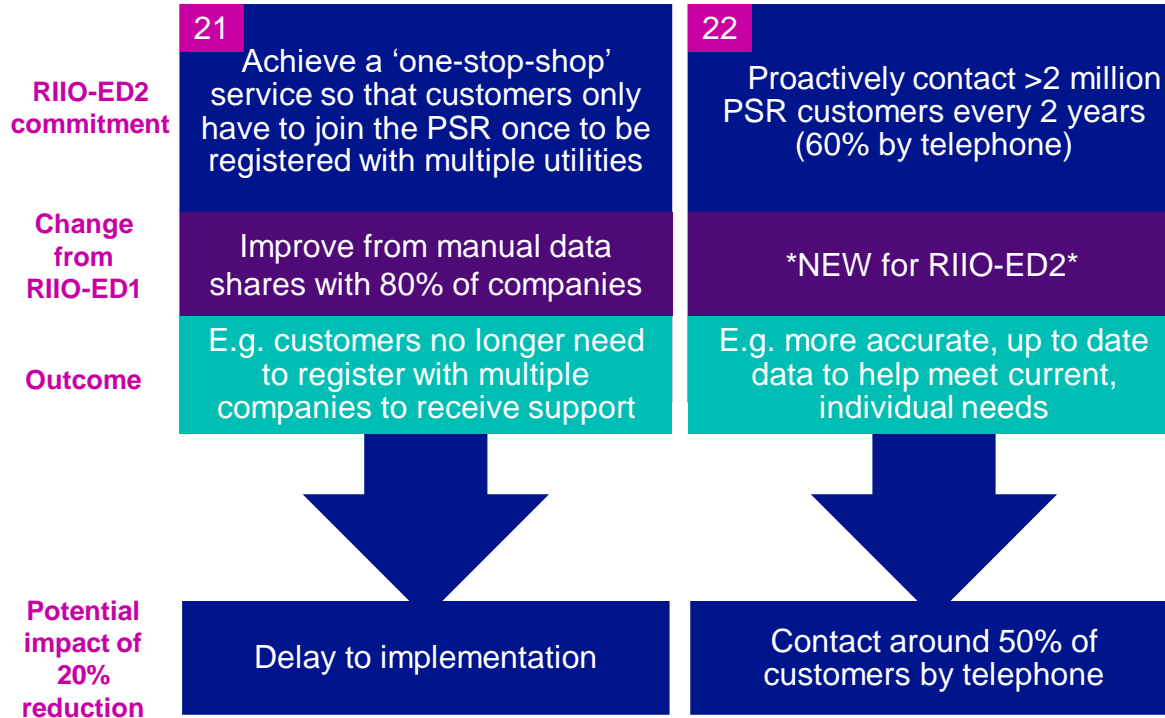 RIIO-ED2
commitment
21
Achieve a ‘one-stop-shop’
service so that customers only
have to join the PSR once to be
registered with multiple utilities
22
Proactively contact >2 million
PSR customers every 2 years
(60% by telephone)
Change
from
RIIO-ED1
Improve from manual data
shares with 80% of companies
*NEW for RIIO-ED2*
Outcome
E.g. customers no longer need
to register with multiple
companies to receive support
E.g. more accurate, up to date
data to help meet current,
individual needs
Potential
impact of
20%
reduction
Delay to implementation
Contact around 50% of
customers by telephone